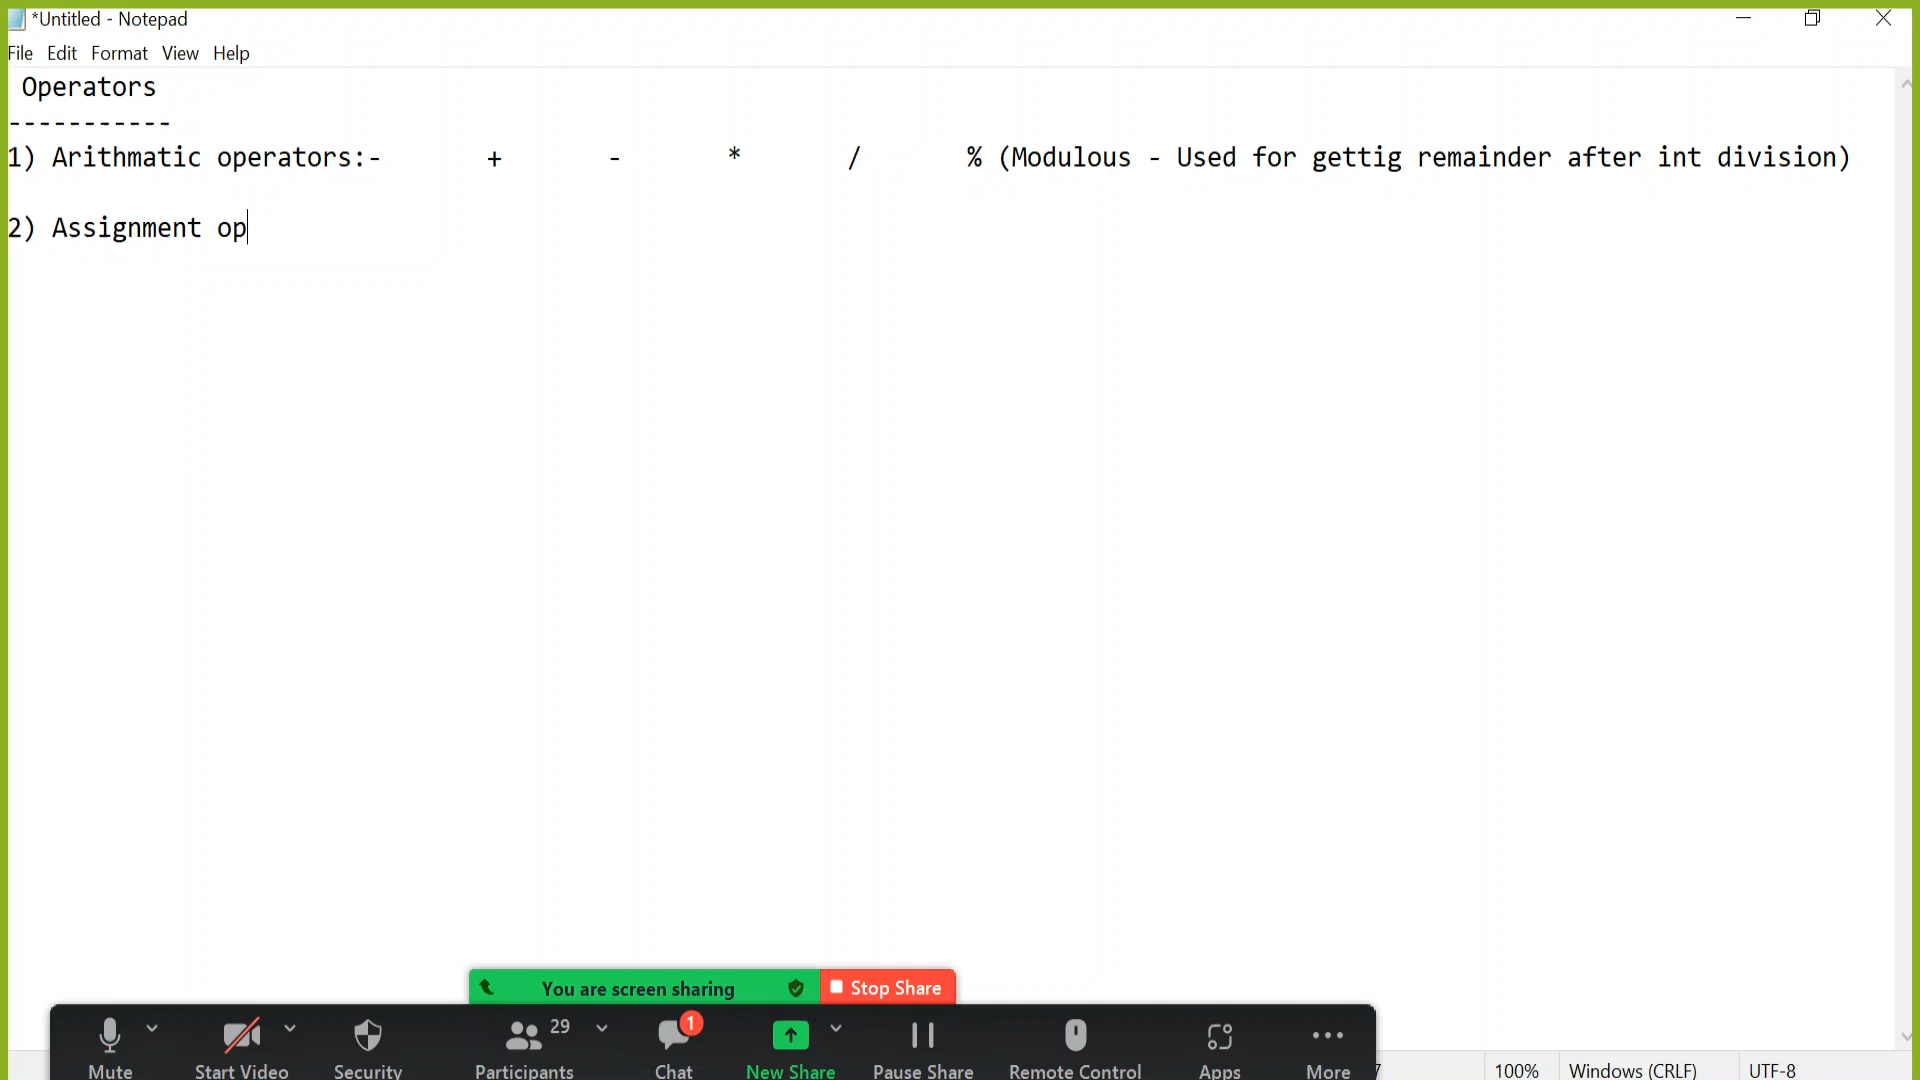 *Untitled - Notepad
File Edit Format View Help
Operators
-----------
1) Arithmatic operators:- + - * / % (Modulous - Used for gettig remainder after int division)
2) Assignment op
You are screen sharing Stop Share
29 1
Mute Start Video Security Participants Chat New Share Pause Share Remote Control Apps More 100% Windows (CRLF) UTF-8